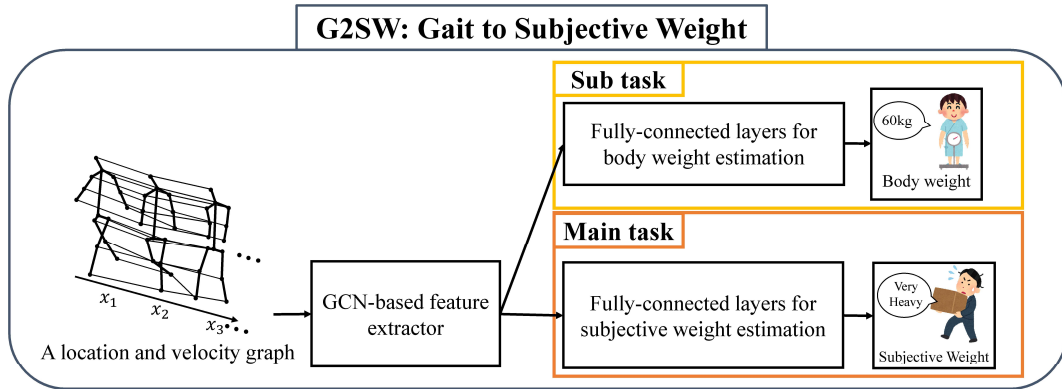 G2SW: Gait to Subjective Weight
Sub task
Fully-connected layers for
body weight estimation
60kg
Body weight
Main task
x₁
x₂
x₃
A location and velocity graph
GCN-based feature
extractor
Fully-connected layers for
subjective weight estimation
Very
Heavy
Subjective Weight